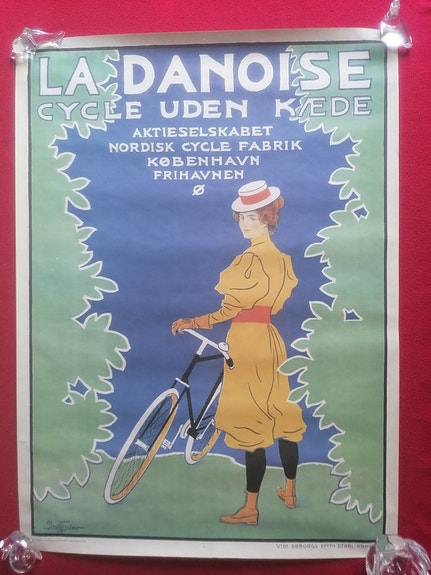 LA DANOISE
CYCLE UDEN KÆDE
AKTIESELSKABET
NORDISK CYCLE FABRIK
KØBENHAVN
FRIHAVNEN
Ø